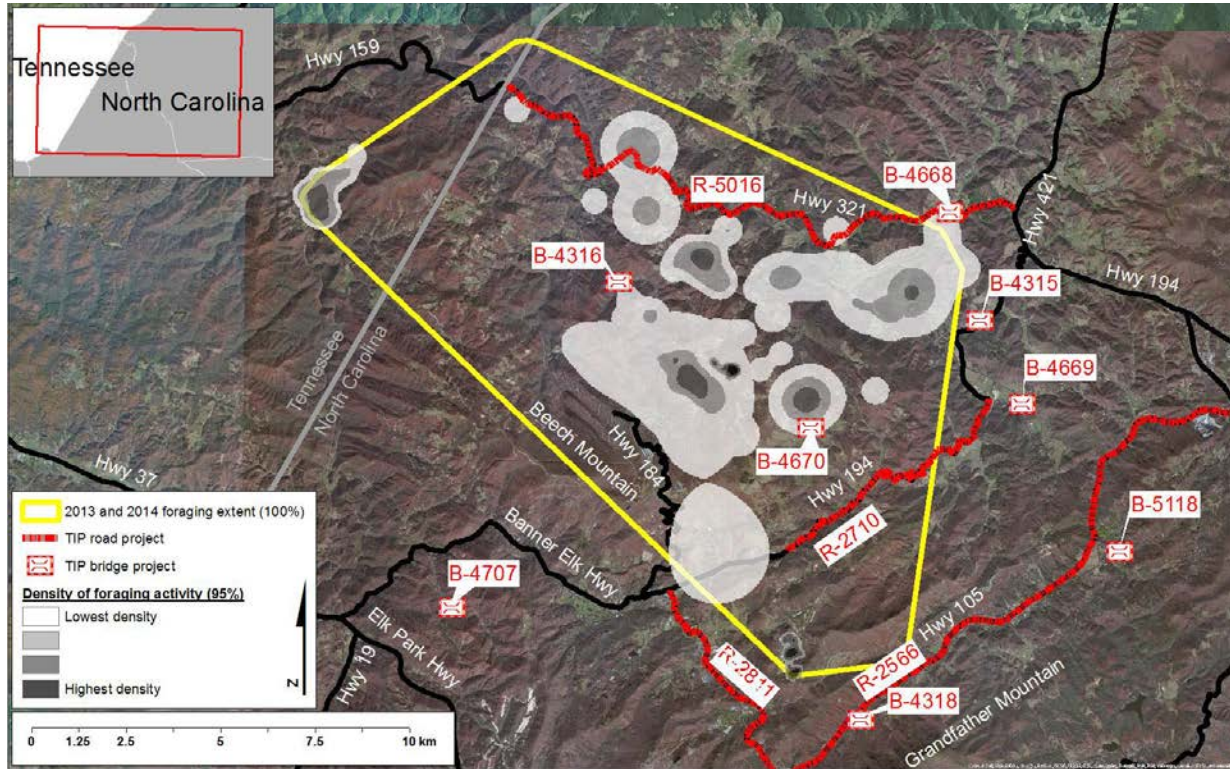 Tennessee
North Carolina
Hwy 159
R-5016
Hwy 321
B-4668
Hwy 421
B-4316
Hwy 194
B-4315
Tennessee
North Carolina
B-4669
Beech Mountain
Hwy 184
B-4670
Hwy 194
Hwy 37
R-2710
B-5118
Banner Elk Hwy
B-4707
Elk Park Hwy
Hwy 19
Hwy 105
R-2811
R-2566
B-4318
Grandfather Mountain
2013 and 2014 foraging extent (100%)
TIP road project
TIP bridge project
Density of foraging activity (95%)
Lowest density
Highest density
N
0 1.25 2.5 5 7.5 10 km